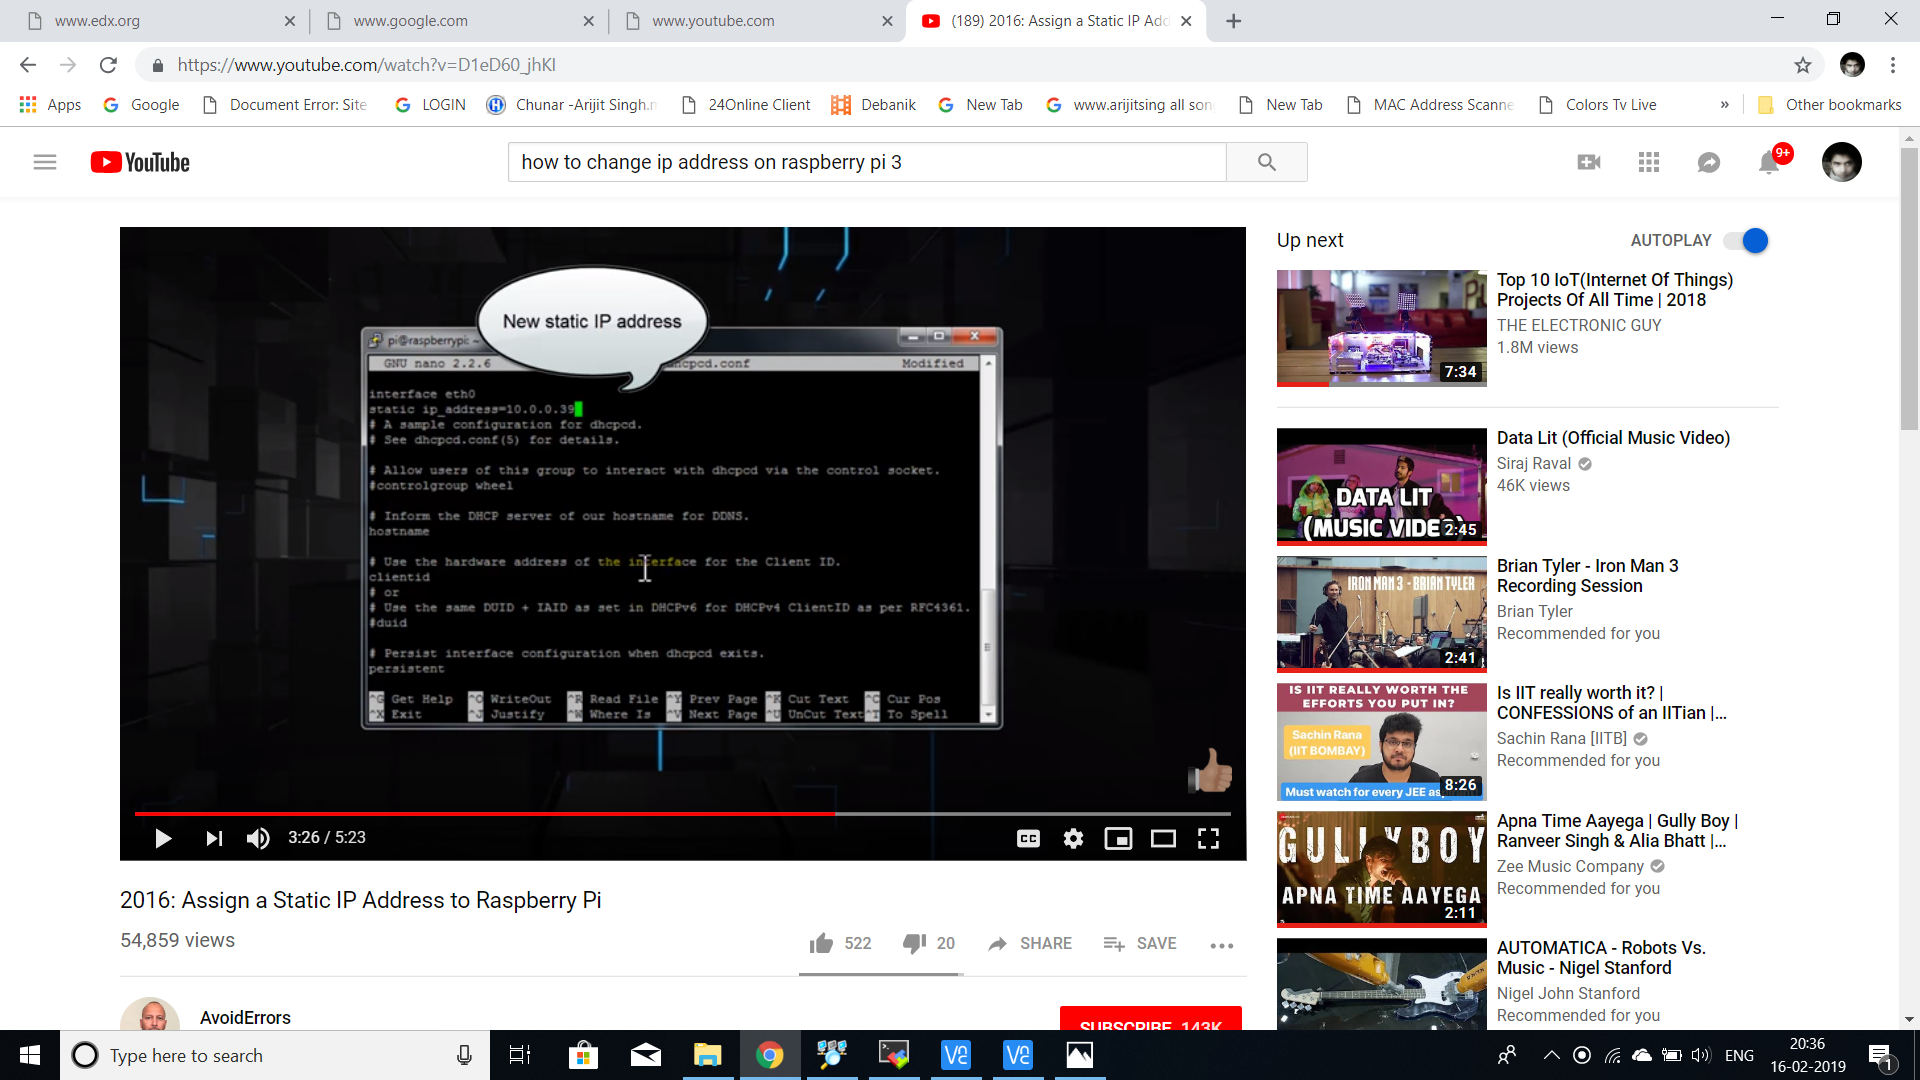 www.edx.org
www.google.com
www.youtube.com
(189) 2016: Assign a Static IP Add
https://www.youtube.com/watch?v=D1eD60_jhKI
Apps
Google
Document Error: Site
LOGIN
Chunar -Arijit Singh.m
24Online Client
Debanik
New Tab
www.arijitsing all son
New Tab
MAC Address Scanne
Colors Tv Live
»
Other bookmarks
YouTube
how to change ip address on raspberry pi 3
9+
New static IP address
pi@raspberrypi: ~
GNU nano 2.2.6
hcpcd.conf
Modified
interface eth0
static ip_address=10.0.0.39
# A sample configuration for dhcpcd.
# See dhcpcd.conf(5) for details.
# Allow users of this group to interact with dhcpcd via the control socket.
#controlgroup wheel
# Inform the DHCP server of our hostname for DDNS.
hostname
# Use the hardware address of the interface for the Client ID.
clientid
# or
# Use the same DUID + IAID as set in DHCPv6 for DHCPv4 ClientID as per RFC4361.
#duid
# Persist interface configuration when dhcpcd exits.
persistent
^G Get Help ^O WriteOut ^R Read File ^Y Prev Page ^K Cut Text ^C Cur Pos
^X Exit ^J Justify ^W Where Is ^V Next Page ^U UnCut Text ^T To Spell
3:26 / 5:23
CC
2016: Assign a Static IP Address to Raspberry Pi
54,859 views
522
20
SHARE
SAVE
AvoidErrors
SUBSCRIBE 143K
Up next
AUTOPLAY
7:34
Top 10 IoT(Internet Of Things)
Projects Of All Time | 2018
THE ELECTRONIC GUY
1.8M views
DATA LIT
(MUSIC VIDE
2:45
Data Lit (Official Music Video)
Siraj Raval
46K views
IRON MAN 3 - BRIAN TYLER
2:41
Brian Tyler - Iron Man 3
Recording Session
Brian Tyler
Recommended for you
IS IIT REALLY WORTH THE
EFFORTS YOU PUT IN?
Sachin Rana
(IIT BOMBAY)
8:26
Must watch for every JEE as
Is IIT really worth it? |
CONFESSIONS of an IITian |...
Sachin Rana [IITB]
Recommended for you
GULLYBOY
APNA TIME AAYEGA
2:11
Apna Time Aayega | Gully Boy |
Ranveer Singh & Alia Bhatt |...
Zee Music Company
Recommended for you
AUTOMATICA - Robots Vs.
Music - Nigel Stanford
Nigel John Stanford
Recommended for you
Type here to search
ENG
20:36
16-02-2019
1